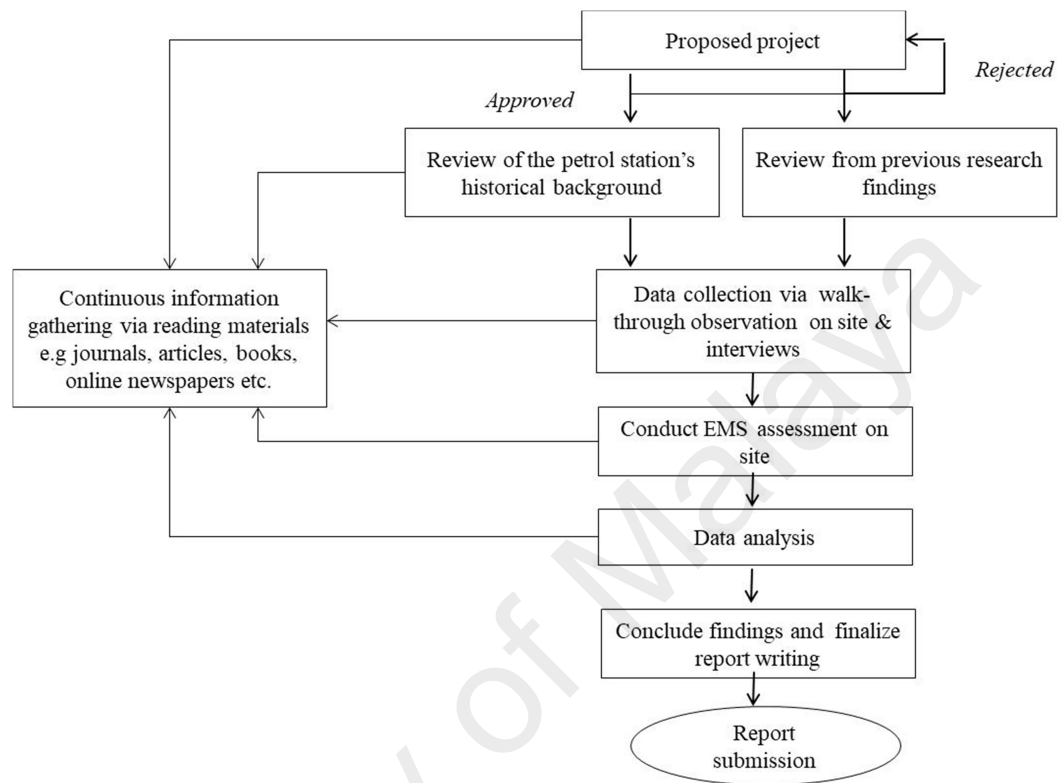 Proposed project
Rejected
Approved
Review of the petrol station's
historical background
Review from previous research
findings
Continuous information
gathering via reading materials
e.g journals, articles, books,
online newspapers etc.
Data collection via walk-
through observation on site &
interviews
Conduct EMS assessment on
site
Data analysis
Conclude findings and finalize
report writing
Report
submission
y of Malaya